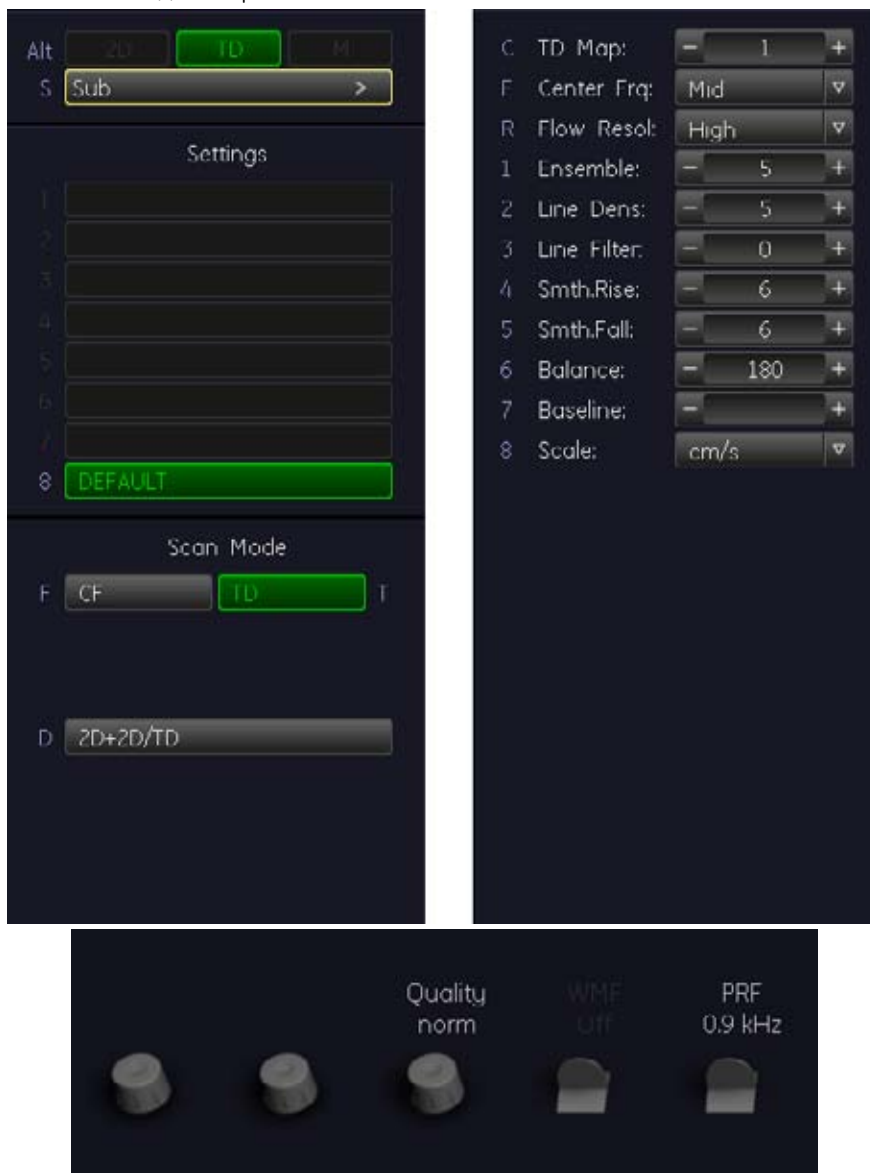 Alt 2D TD M
S Sub >
Settings
1
2
3
4
5
6
7
8 DEFAULT
Scan Mode
F CF TD T
D 2D+2D/TD
C TD Map: - 1 +
F Center Frq: Mid
R Flow Resol: High
1 Ensemble: - 5 +
2 Line Dens: - 5 +
3 Line Filter: - 0 +
4 Smth.Rise: - 6 +
5 Smth.Fall: - 6 +
6 Balance: - 180 +
7 Baseline: - +
8 Scale: cm/s
Quality
norm
WMF
Off
PRF
0.9 kHz